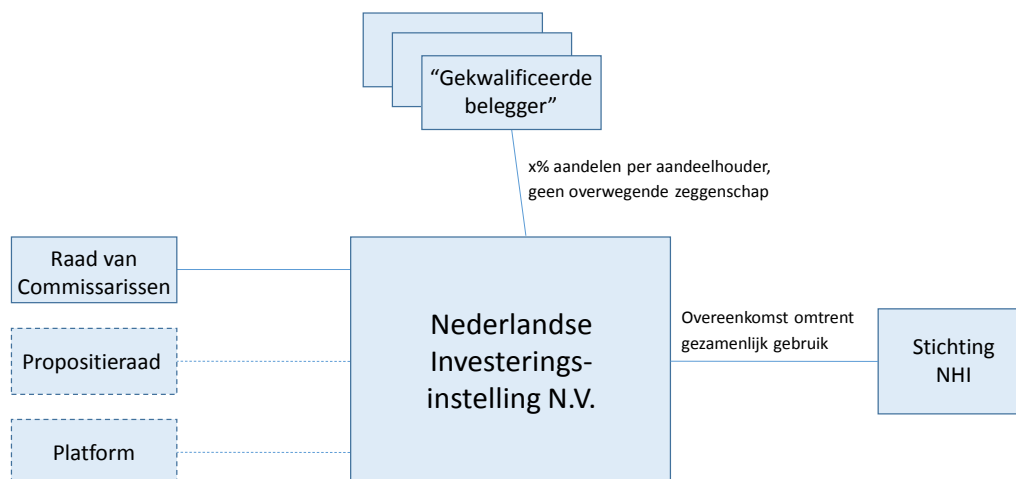 “Gekwalificeerde
belegger”
x% aandelen per aandeelhouder,
geen overwegende zeggenschap
Raad van
Commissarissen
Propositieraad
Platform
Nederlandse
Investerings-
instelling N.V.
Overeenkomst omtrent
gezamenlijk gebruik
Stichting
NHI